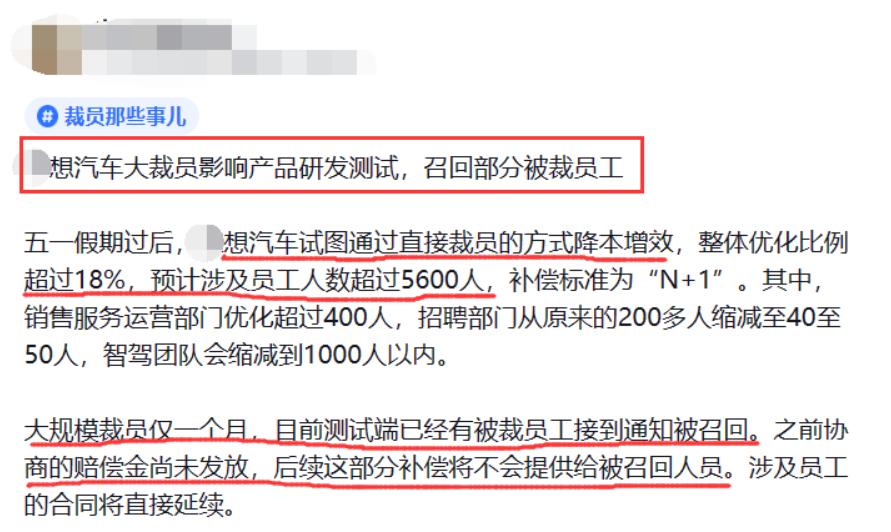 裁员那些事儿
想汽车大裁员影响产品研发测试，召回部分被裁员工
五一假期过后，想汽车试图通过直接裁员的方式降本增效，整体优化比例
超过18%，预计涉及员工人数超过5600人，补偿标准为“N+1”。其中，
销售服务运营部门优化超过400人，招聘部门从原来的200多人缩减至40至
50人，智驾团队会缩减到1000人以内。
大规模裁员仅一个月，目前测试端已经有被裁员工接到通知被召回。之前协
商的赔偿金尚未发放，后续这部分补偿将不会提供给被召回人员。涉及员工
的合同将直接延续。